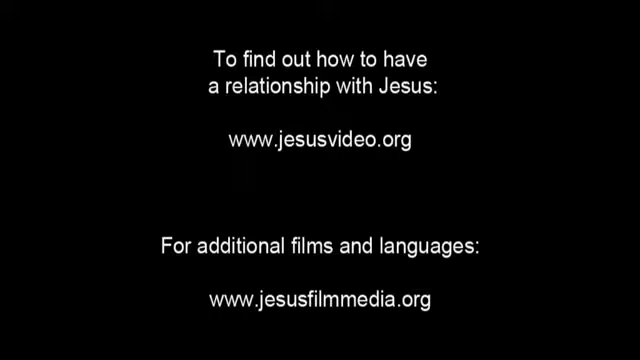 To find out how to have
a relationship with Jesus:
www.jesusvideo.org
For additional films and languages:
www.jesusfilmmedia.org